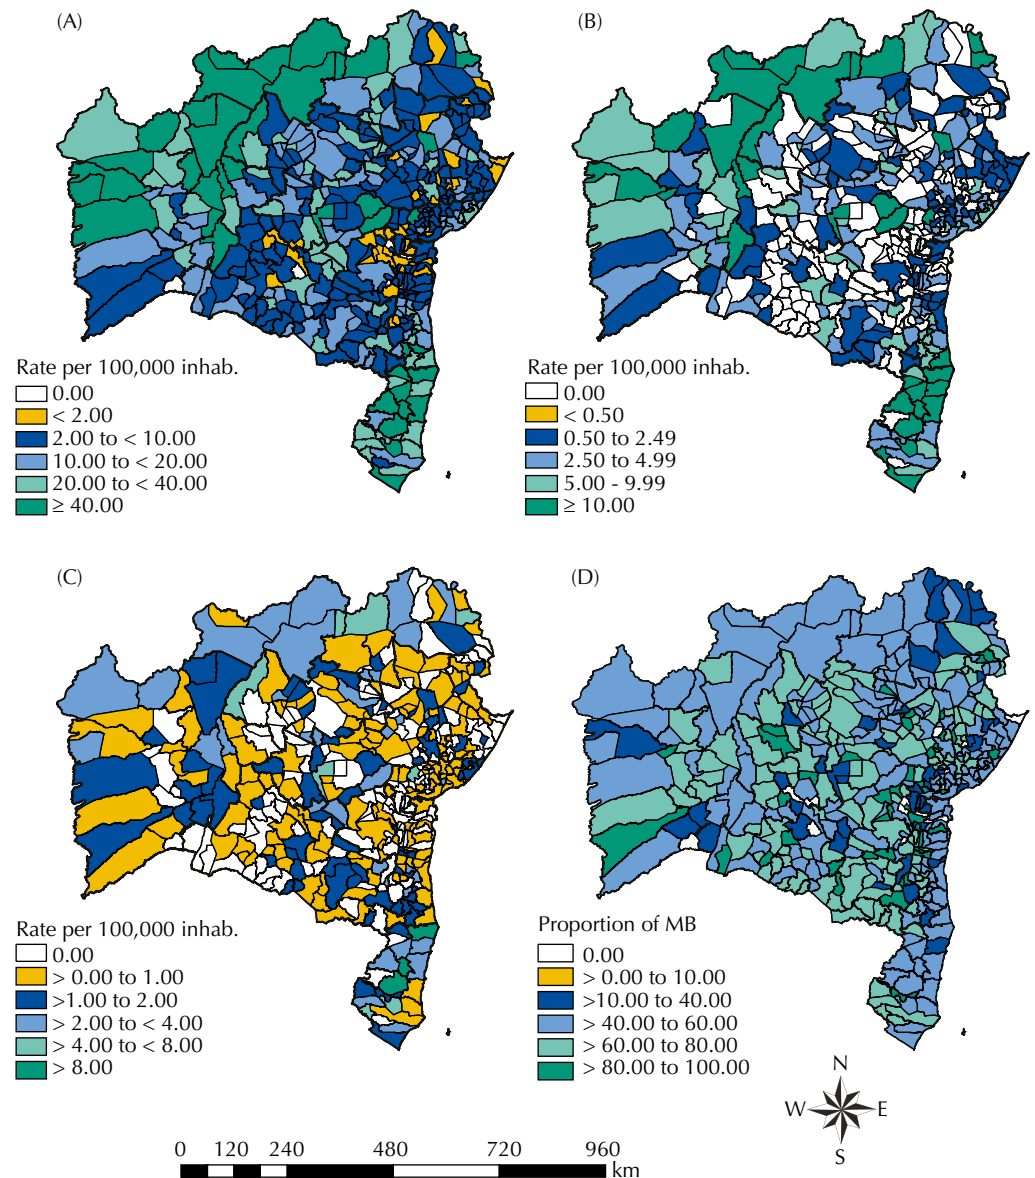 (A)
Rate per 100,000 inhab.
0.00
< 2.00
2.00 to < 10.00
10.00 to < 20.00
20.00 to < 40.00
≥ 40.00
(B)
Rate per 100,000 inhab.
0.00
< 0.50
0.50 to 2.49
2.50 to 4.99
5.00 - 9.99
≥ 10.00
(C)
Rate per 100,000 inhab.
0.00
> 0.00 to 1.00
>1.00 to 2.00
> 2.00 to < 4.00
> 4.00 to < 8.00
> 8.00
(D)
Proportion of MB
0.00
> 0.00 to 10.00
>10.00 to 40.00
> 40.00 to 60.00
> 60.00 to 80.00
> 80.00 to 100.00
N
W E
S
0 120 240 480 720 960
km